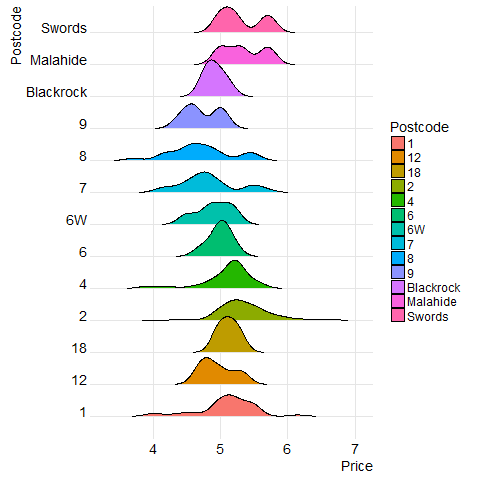 Postcode
Swords
Malahide
Blackrock
9
8
7
6W
6
4
2
18
12
1
4 5 6 7
Price
Postcode
1
12
18
2
4
6
6W
7
8
9
Blackrock
Malahide
Swords